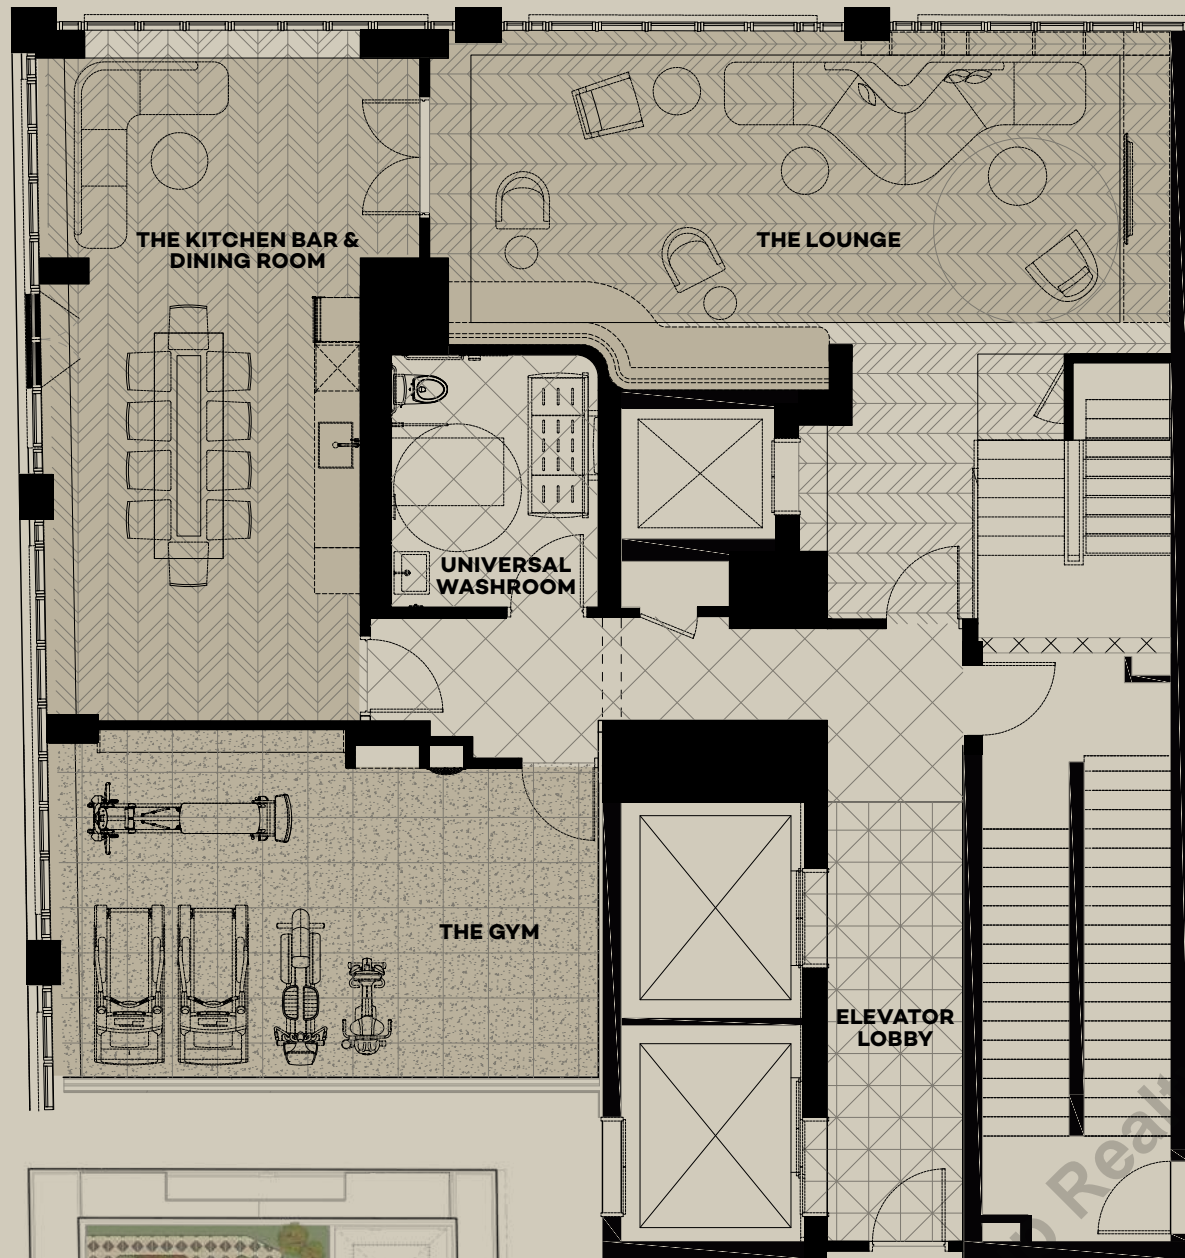 THE KITCHEN BAR &
DINING ROOM
THE LOUNGE
UNIVERSAL
WASHROOM
THE GYM
ELEVATOR
LOBBY